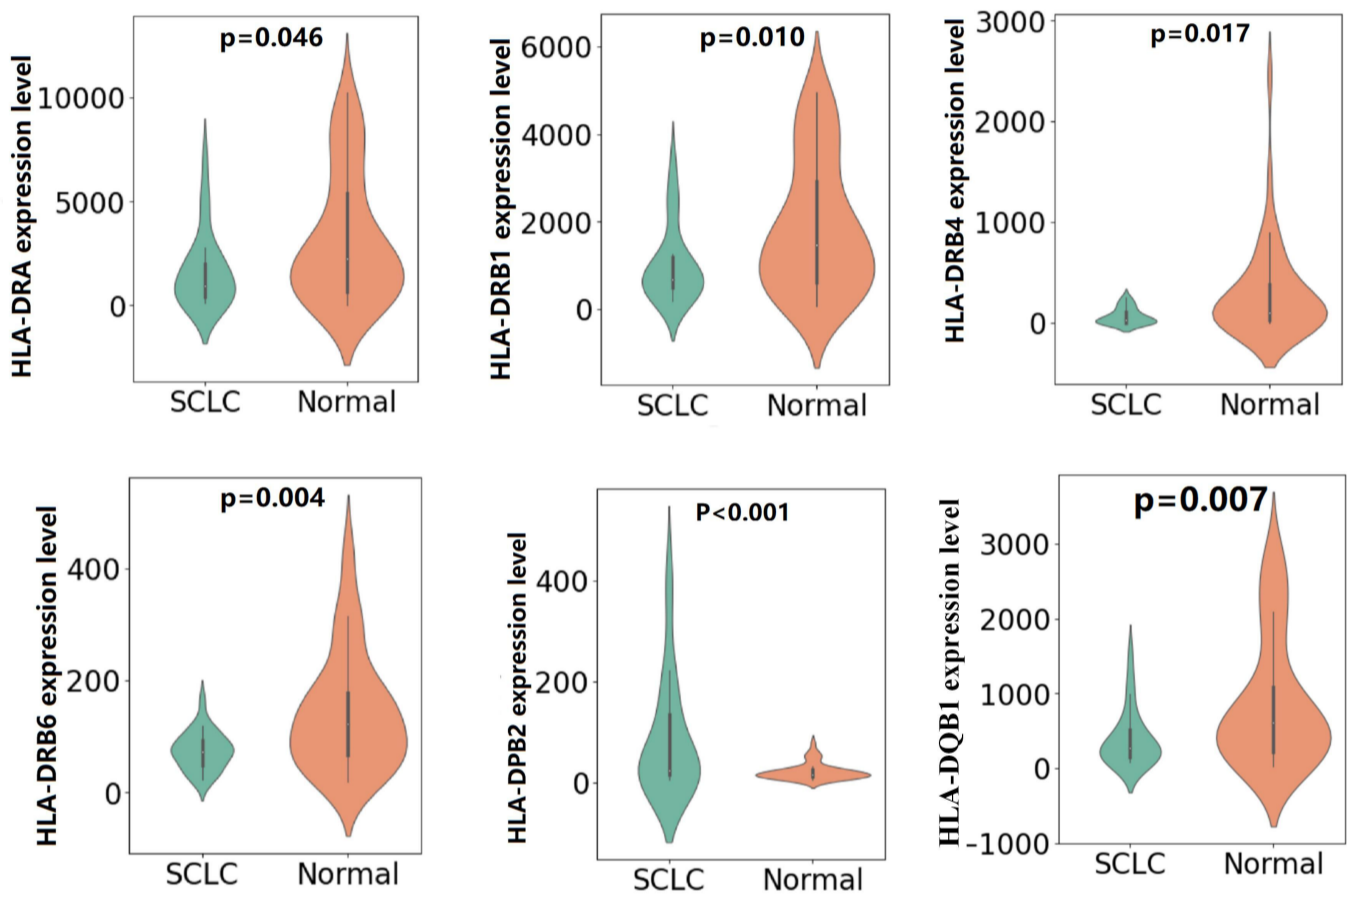 HLA-DRA expression level
p=0.046
10000
5000
0
SCLC Normal
HLA-DRB1 expression level
p=0.010
6000
4000
2000
0
SCLC Normal
HLA-DRB4 expression level
p=0.017
3000
2000
1000
0
SCLC Normal
HLA-DRB6 expression level
p=0.004
400
200
0
SCLC Normal
HLA-DPB2 expression level
P<0.001
400
200
0
SCLC Normal
HLA-DQB1 expression level
p=0.007
3000
2000
1000
0
-1000
SCLC Normal